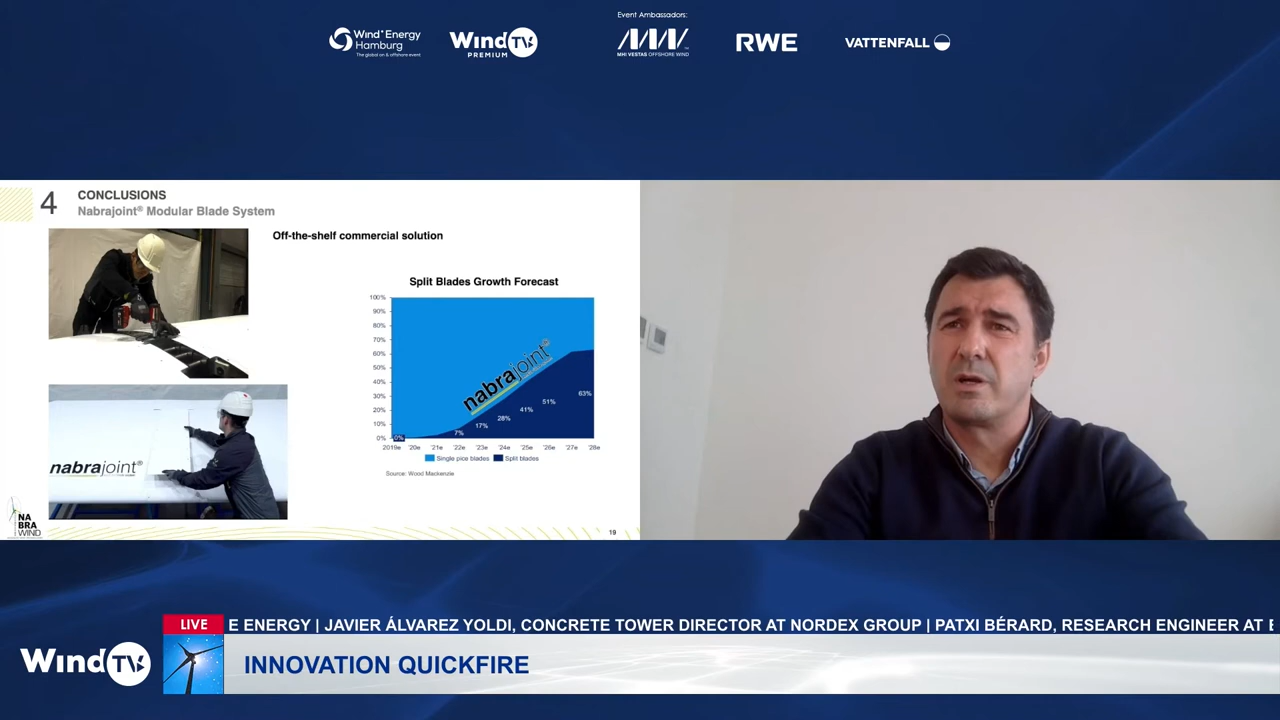 Event Ambassadors:
Wind Energy
Hamburg
The global on & offshore event
WindTV
PREMIUM
MHI VESTAS OFFSHORE WIND
RWE
VATTENFALL
4
CONCLUSIONS
Nabrajoint® Modular Blade System
Off-the-shelf commercial solution
Split Blades Growth Forecast
100%
90%
80%
70%
60%
50%
40%
30%
20%
10%
0%
0%
7%
17%
28%
41%
51%
63%
nabrajoint®
2019e '20e '21e '22e '23e '24e '25e '26e '27e '28e
Single pice blades Split blades
Source: Wood Mackenzie
nabrajoint®
NA
BRA
WIND
19
LIVE
E ENERGY | JAVIER ÁLVAREZ YOLDI, CONCRETE TOWER DIRECTOR AT NORDEX GROUP | PATXI BÉRARD, RESEARCH ENGINEER AT E
WindTV
INNOVATION QUICKFIRE